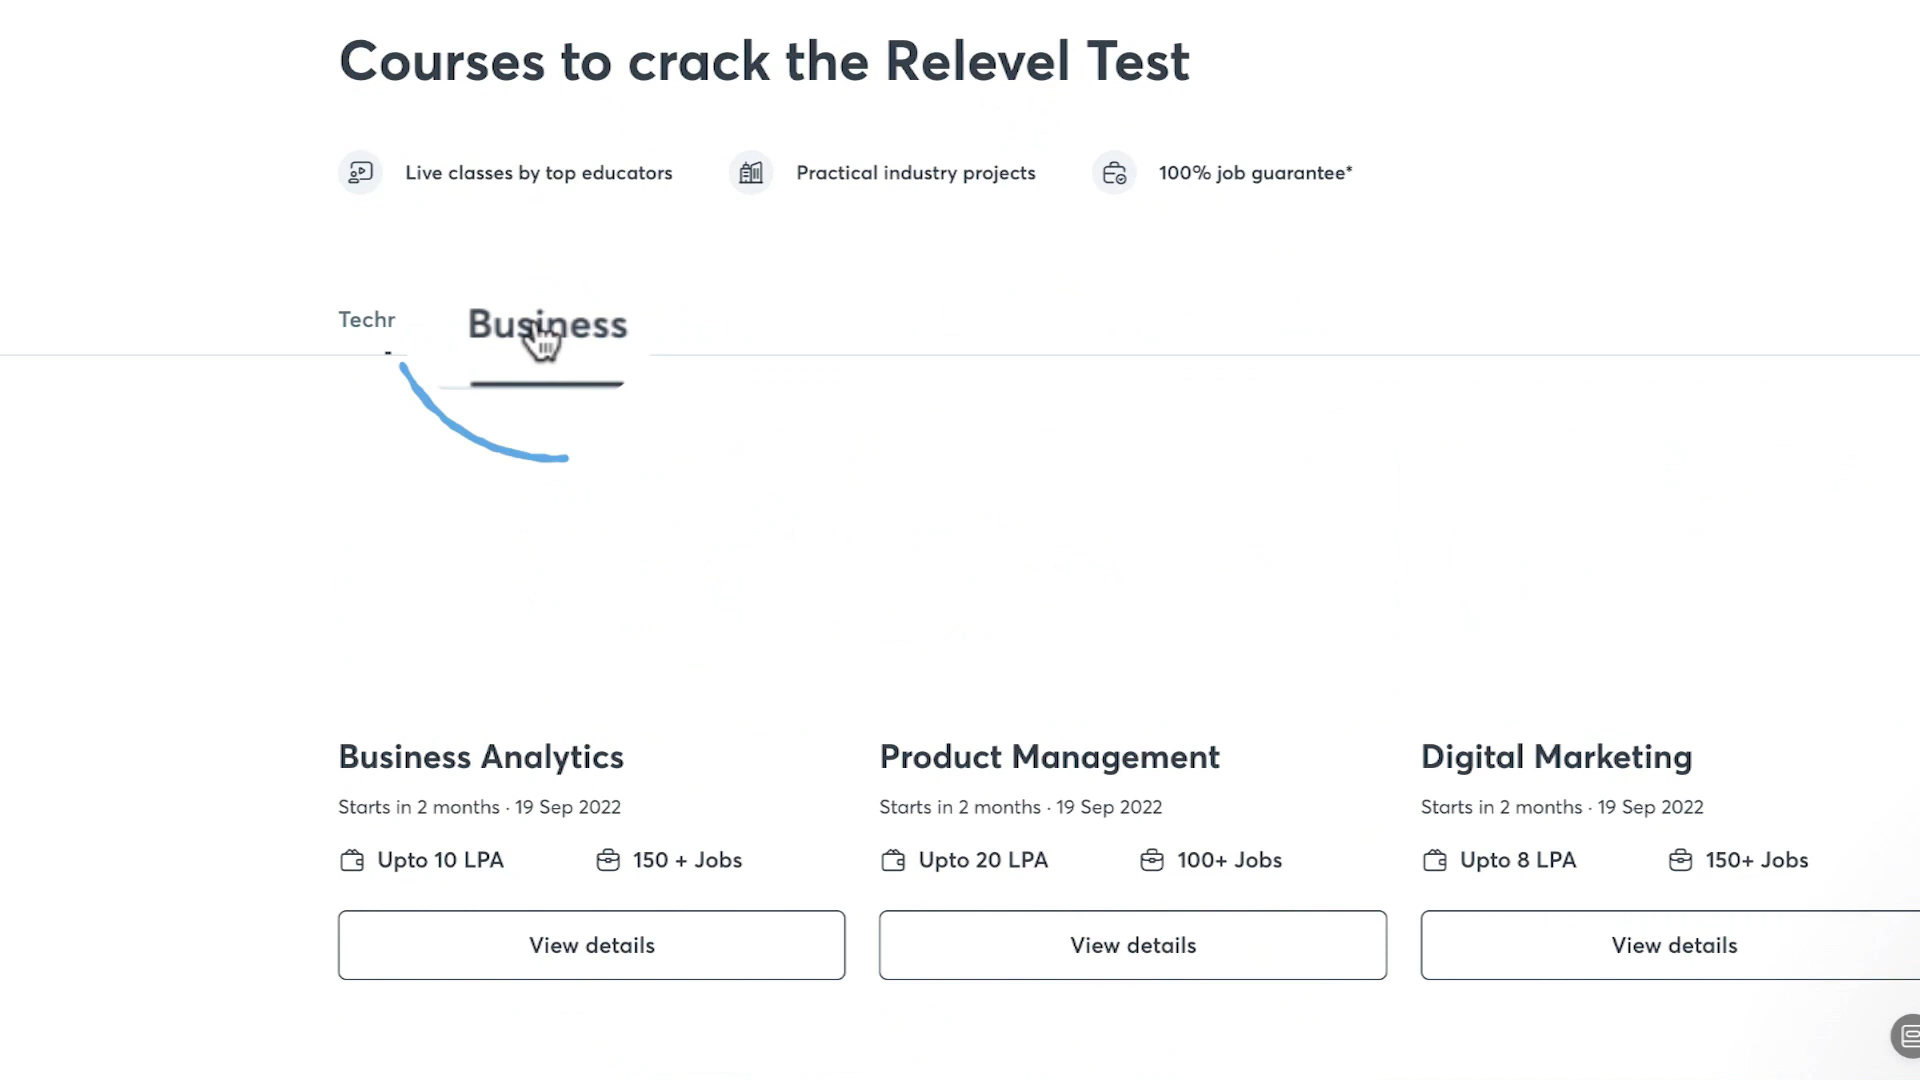 Courses to crack the Relevel Test
Live classes by top educators
Practical industry projects
100% job guarantee*
Techr
Business
Business Analytics
Starts in 2 months · 19 Sep 2022
Upto 10 LPA
150 + Jobs
View details
Product Management
Starts in 2 months · 19 Sep 2022
Upto 20 LPA
100+ Jobs
View details
Digital Marketing
Starts in 2 months · 19 Sep 2022
Upto 8 LPA
150+ Jobs
View details